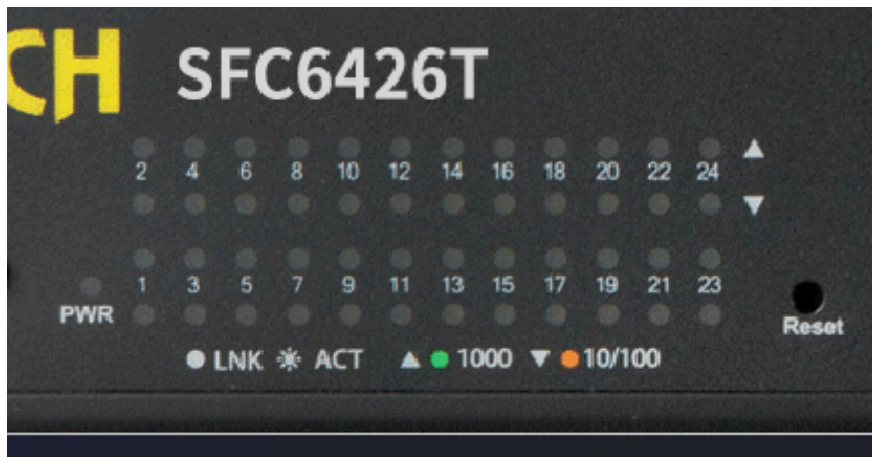 CH SFC6426T
2 4 6 8 10 12 14 16 18 20 22 24
1 3 5 7 9 11 13 15 17 19 21 23
PWR
Reset
LNK ACT 1000 10/100